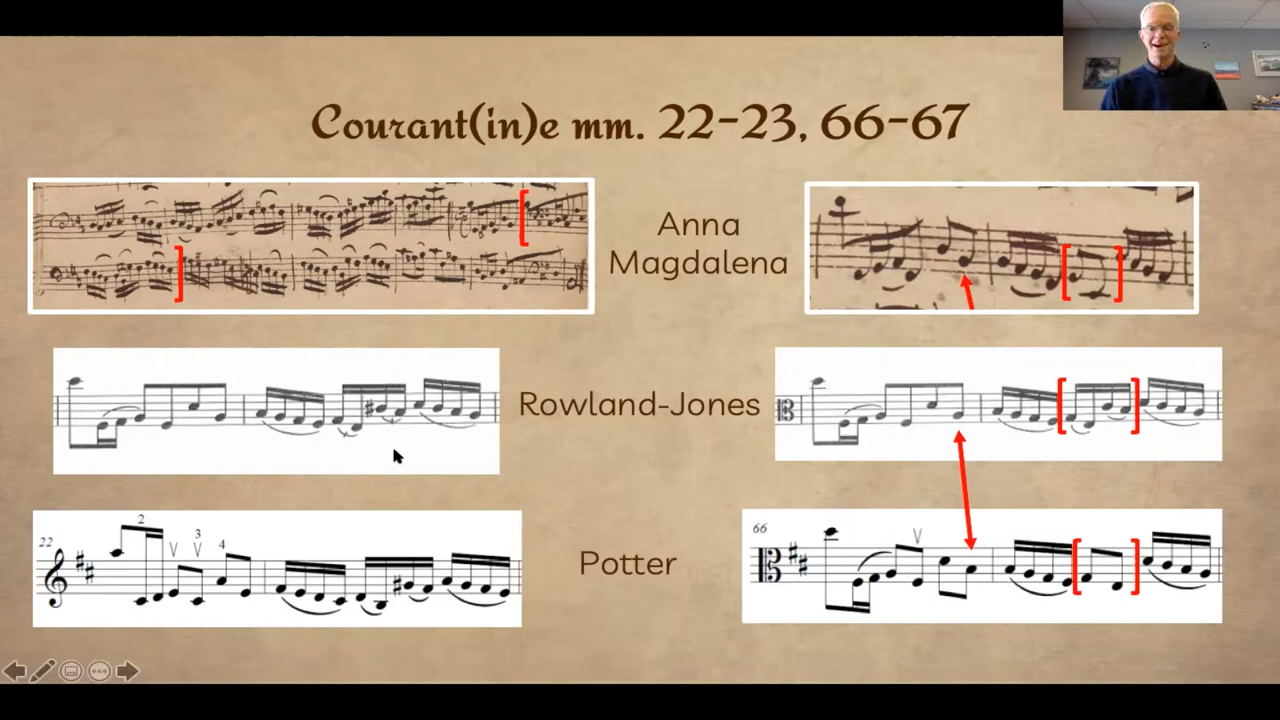 Courant(in)e mm. 22-23, 66-67
Anna
Magdalena
Rowland-Jones
Potter
22
2
3
4
66